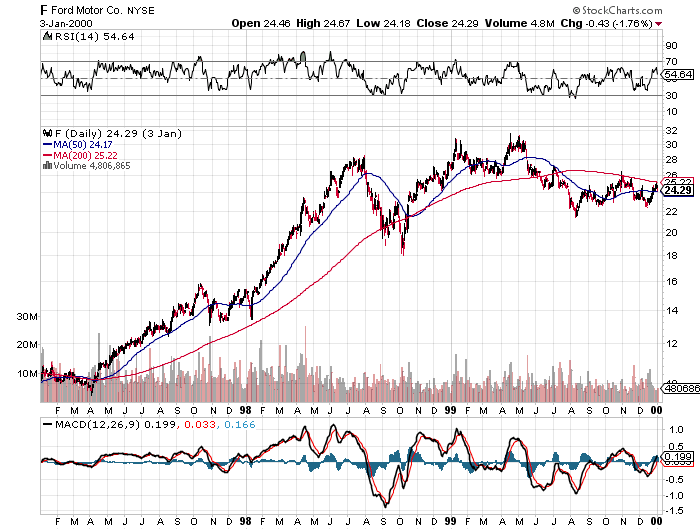 F Ford Motor Co. NYSE
© StockCharts.com
3-Jan-2000
Open 24.46 High 24.67 Low 24.18 Close 24.29 Volume 4.8M Chg -0.43 (-1.76%)
RSI(14) 54.64
90
70
54.64
30
10
F (Daily) 24.29 (3 Jan)
MA(50) 24.17
MA(200) 25.22
Volume 4,806,865
32
30
28
26
25.22
24.29
22
20
18
16
14
12
30M
20M
10M
480686
F M A M J J A S O N D 98 F M A M J J A S O N D 99 F M A M J J A S O N D 00
MACD(12,26,9) 0.199, 0.033, 0.166
1.0
0.5
0.199
-0.5
-1.0
-1.5
F M A M J J A S O N D 98 F M A M J J A S O N D 99 F M A M J J A S O N D 00